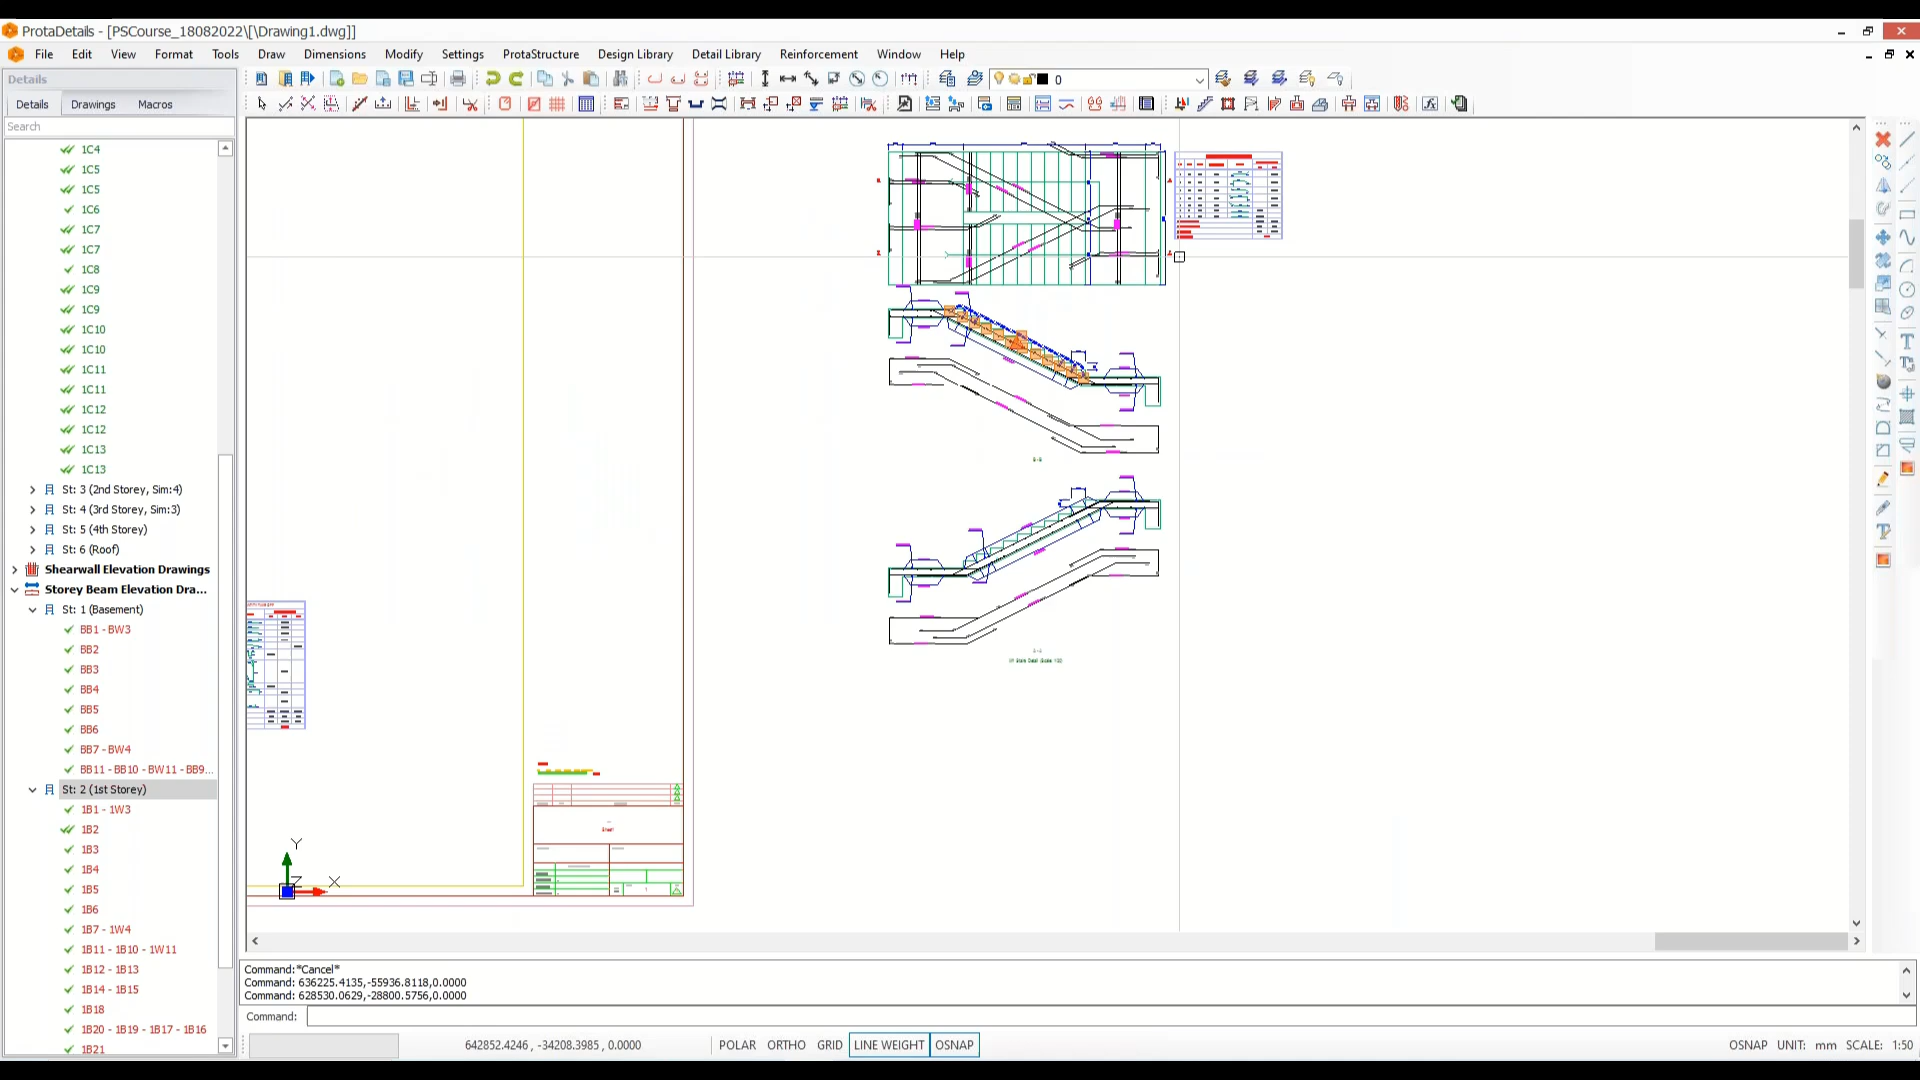 ProtaDetails - [PSCourse_18082022\[\Drawing1.dwg]]
File Edit View Format Tools Draw Dimensions Modify Settings ProtaStructure Design Library Detail Library Reinforcement Window Help
Details
0
Details Drawings Macros
Search
1C4
1C5
1C5
1C6
1C7
1C7
1C8
1C9
1C9
1C10
1C10
1C11
1C11
1C12
1C12
1C13
1C13
St: 3 (2nd Storey, Sim:4)
St: 4 (3rd Storey, Sim:3)
St: 5 (4th Storey)
St: 6 (Roof)
Shearwall Elevation Drawings
Storey Beam Elevation Dra...
St: 1 (Basement)
BB1 - BW3
BB2
BB3
BB4
BB5
BB6
BB7 - BW4
BB11 - BB10 - BW11 - BB9...
St: 2 (1st Storey)
1B1 - 1W3
1B2
1B3
1B4
1B5
1B6
1B7 - 1W4
1B11 - 1B10 - 1W11
1B12 - 1B13
1B14 - 1B15
1B18
1B20 - 1B19 - 1B17 - 1B16
1B21
Y
Z
X
Command:*Cancel*
Command: 636225.4135,-55936.8118,0.0000
Command: 628530.0629,-28800.5756,0.0000
Command:
642852.4246 , -34208.3985 , 0.0000
POLAR ORTHO GRID LINE WEIGHT OSNAP
OSNAP UNIT: mm SCALE: 1:50